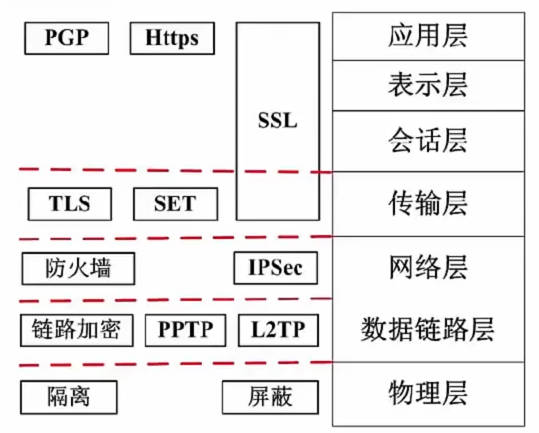 PGP Https 应用层
表示层
SSL
会话层
TLS SET 传输层
防火墙 IPSec 网络层
链路加密 PPTP L2TP 数据链路层
隔离 屏蔽 物理层